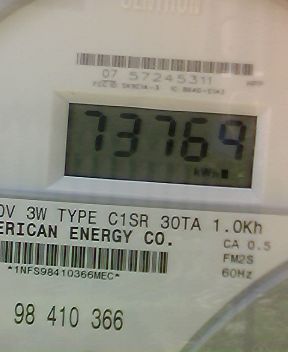 CENTRON
07 57245311
73769
kWh
0V 3W TYPE C1SR 30TA 1.0Kh
ERICAN ENERGY CO.
CA 0.5
FM2S
*1NFS98410366MEC*
60Hz
98 410 366